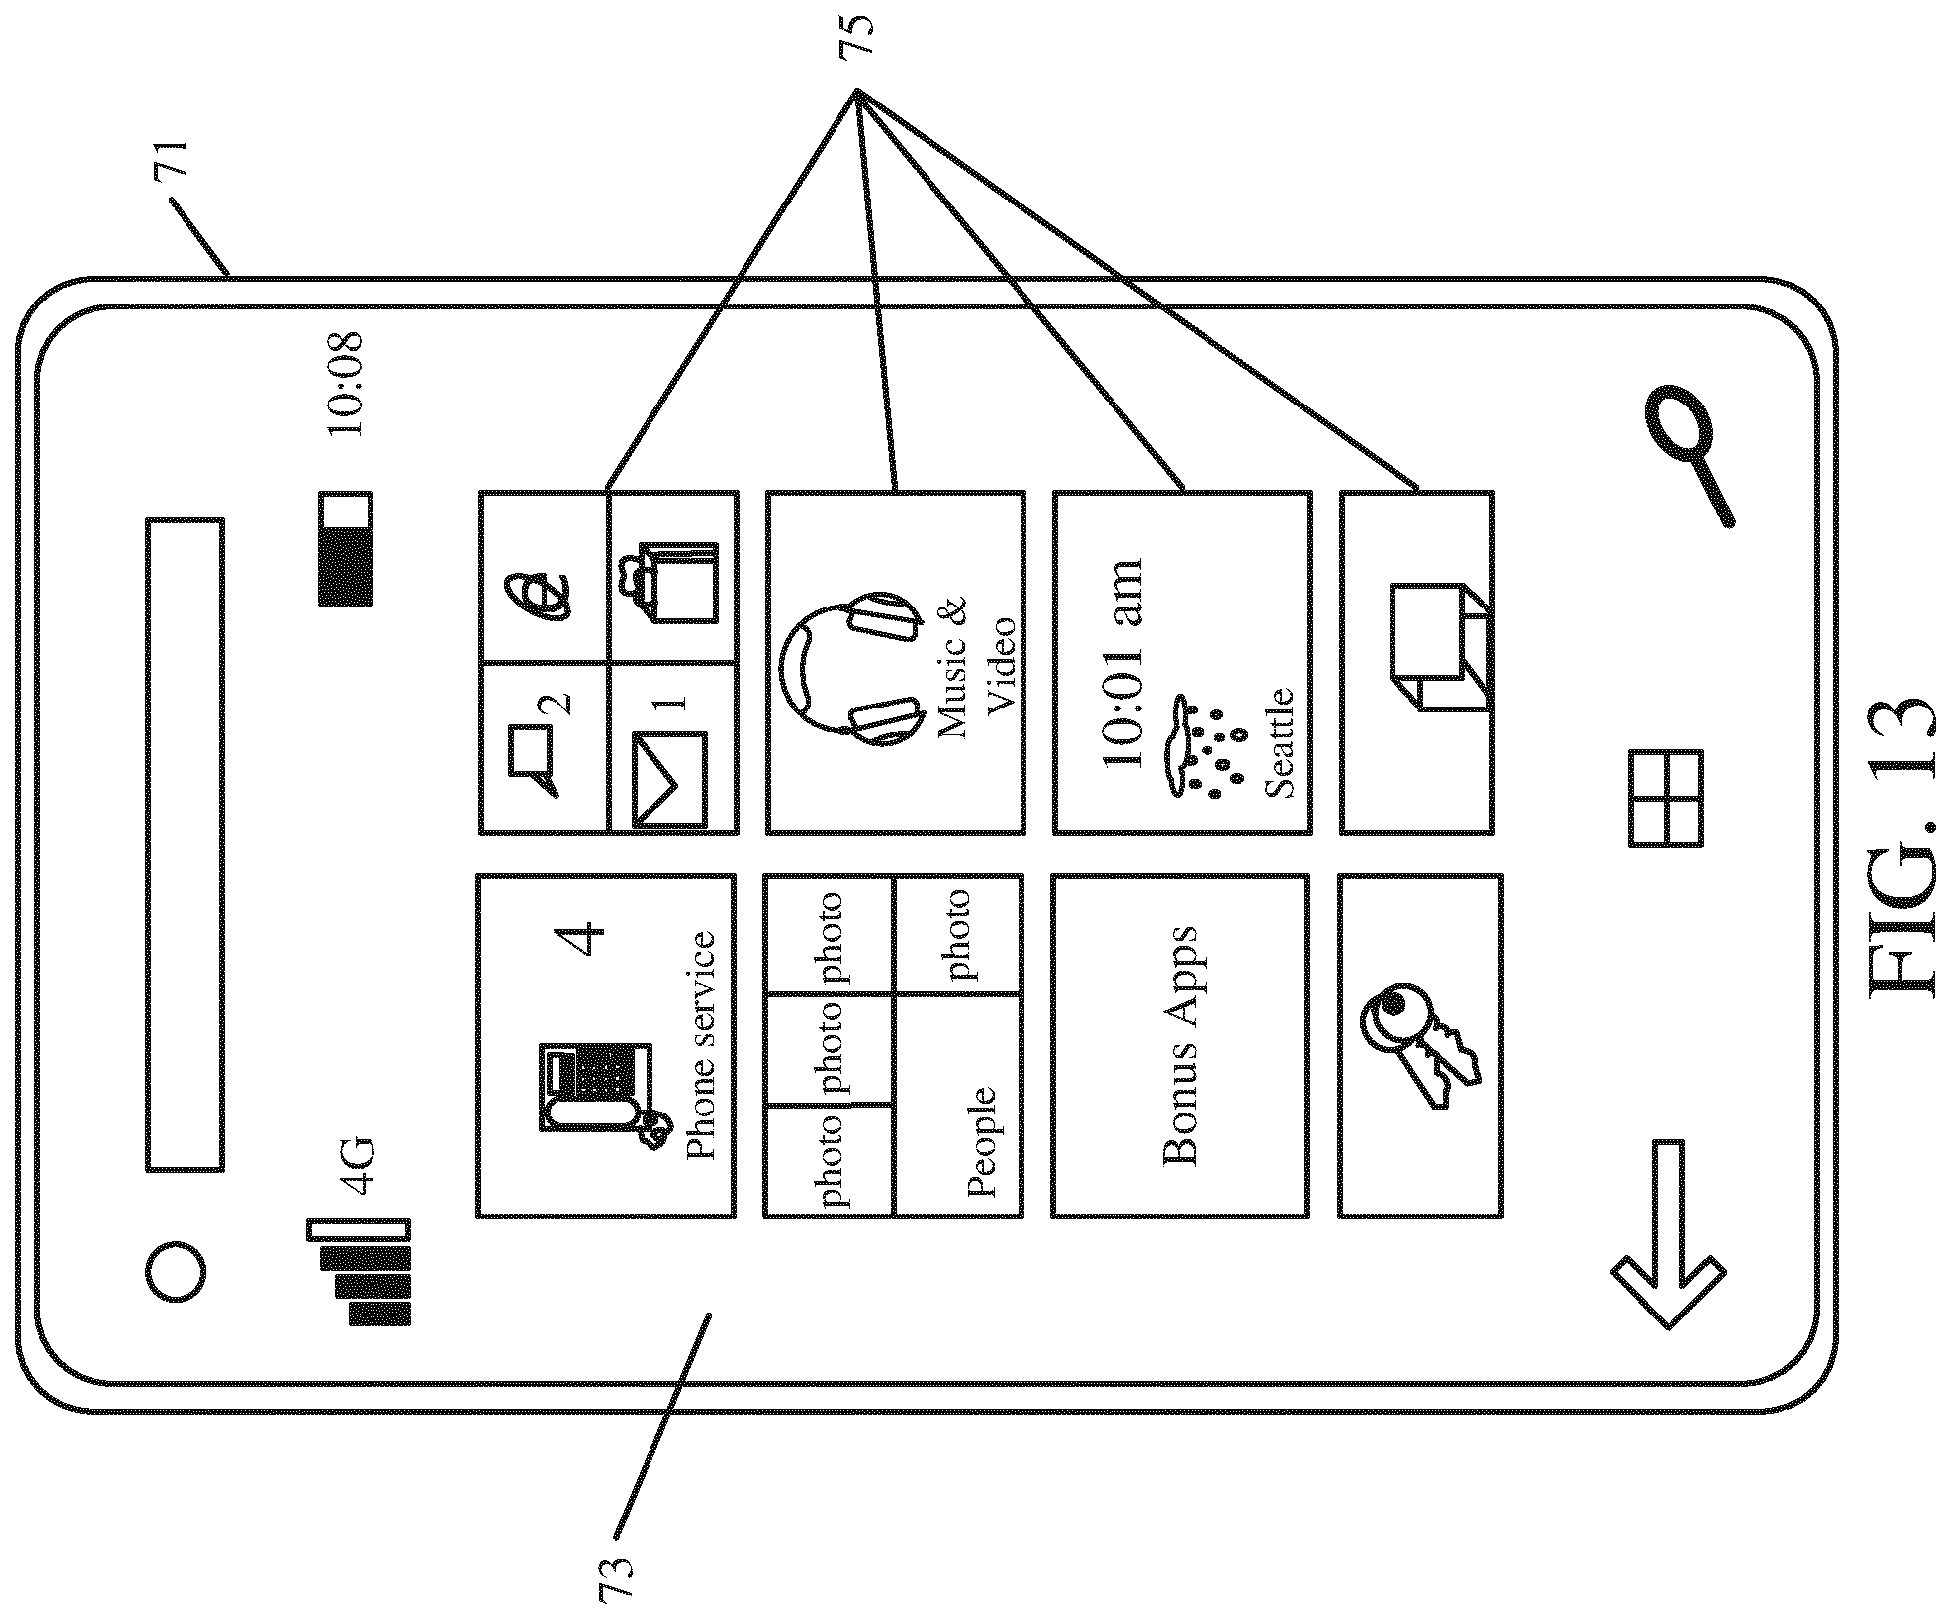 71
75
73
4G
10:08
4
Phone service
2
1
photo
photo
photo
People
photo
Music &
Video
Bonus Apps
10:01 am
Seattle
FIG. 13